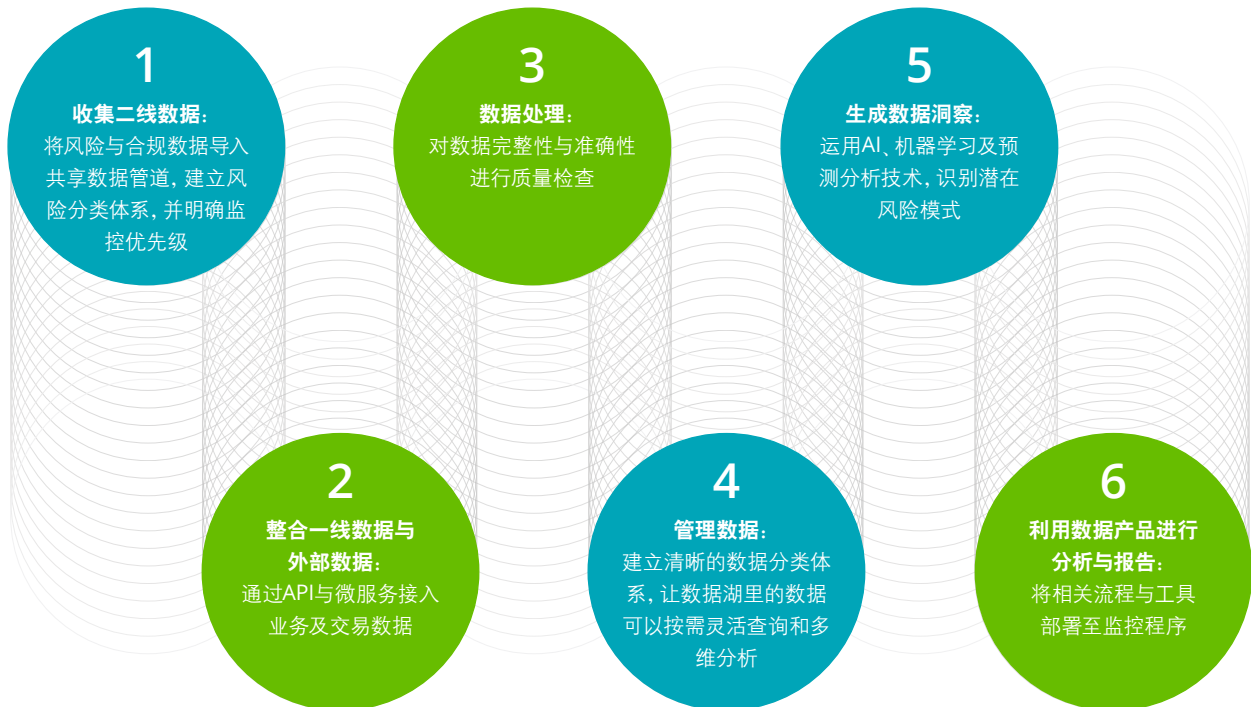 1
收集二线数据：
将风险与合规数据导入
共享数据管道，建立风
险分类体系，并明确监
控优先级
2
整合一线数据与
外部数据：
通过API与微服务接入
业务及交易数据
3
数据处理：
对数据完整性与准确性
进行质量检查
4
管理数据：
建立清晰的数据分类体
系，让数据湖里的数据
可以按需灵活查询和多
维分析
5
生成数据洞察：
运用AI、机器学习及预
测分析技术，识别潜在
风险模式
6
利用数据产品进行
分析与报告：
将相关流程与工具
部署至监控程序